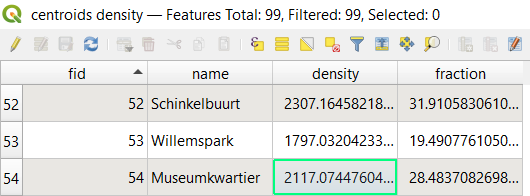 centroids density — Features Total: 99, Filtered: 99, Selected: 0
fid name density fraction
52 52 Schinkelbuurt 2307.16458218... 31.9105830610...
53 53 Willemspark 1797.03204233... 19.4907761050...
54 54 Museumkwartier 2117.07447604... 28.4837082698...